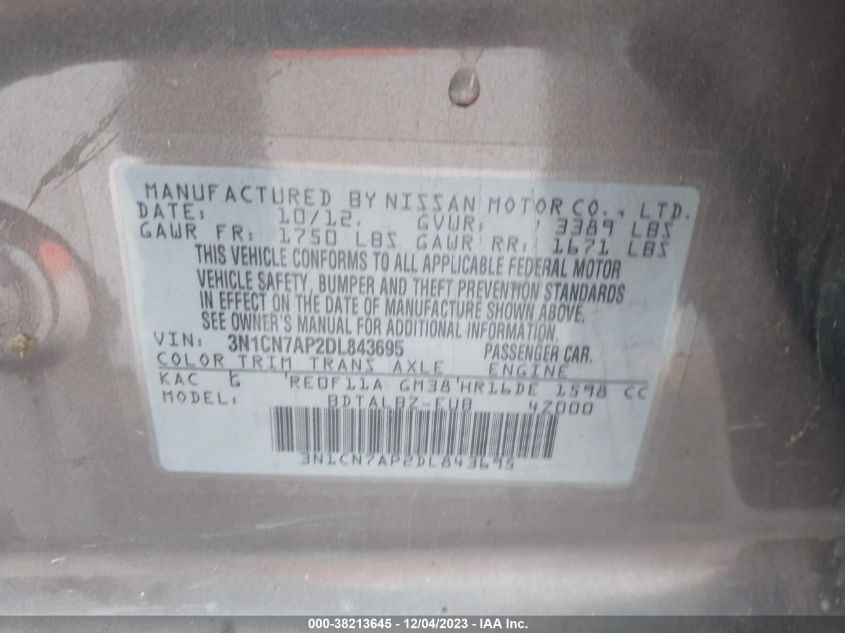 MANUFACTURED BY NISSAN MOTOR CO., LTD.
DATE: 10/12. GVWR: 3389 LBS
GAWR FR: 1750 LBS GAWR RR: 1671 LBS
THIS VEHICLE CONFORMS TO ALL APPLICABLE FEDERAL MOTOR
VEHICLE SAFETY, BUMPER AND THEFT PREVENTION STANDARDS
IN EFFECT ON THE DATE OF MANUFACTURE SHOWN ABOVE.
SEE OWNER'S MANUAL FOR ADDITIONAL INFORMATION.
VIN: 3N1CN7AP2DL843695 PASSENGER CAR.
COLOR TRIM TRANS AXLE ENGINE
KAC G RE0F11A GM38 HR16DE 1598 CC
MODEL: BDTALBZ-EUB 4Z000
3N1CN7AP2DL843695
000-38213645 - 12/04/2023 - IAA Inc.